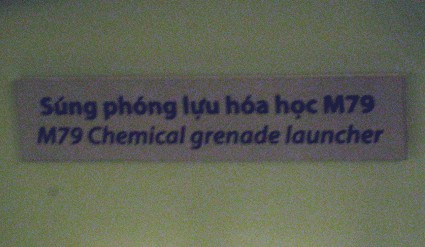 Súng phóng lựu hóa học M79
M79 Chemical grenade launcher